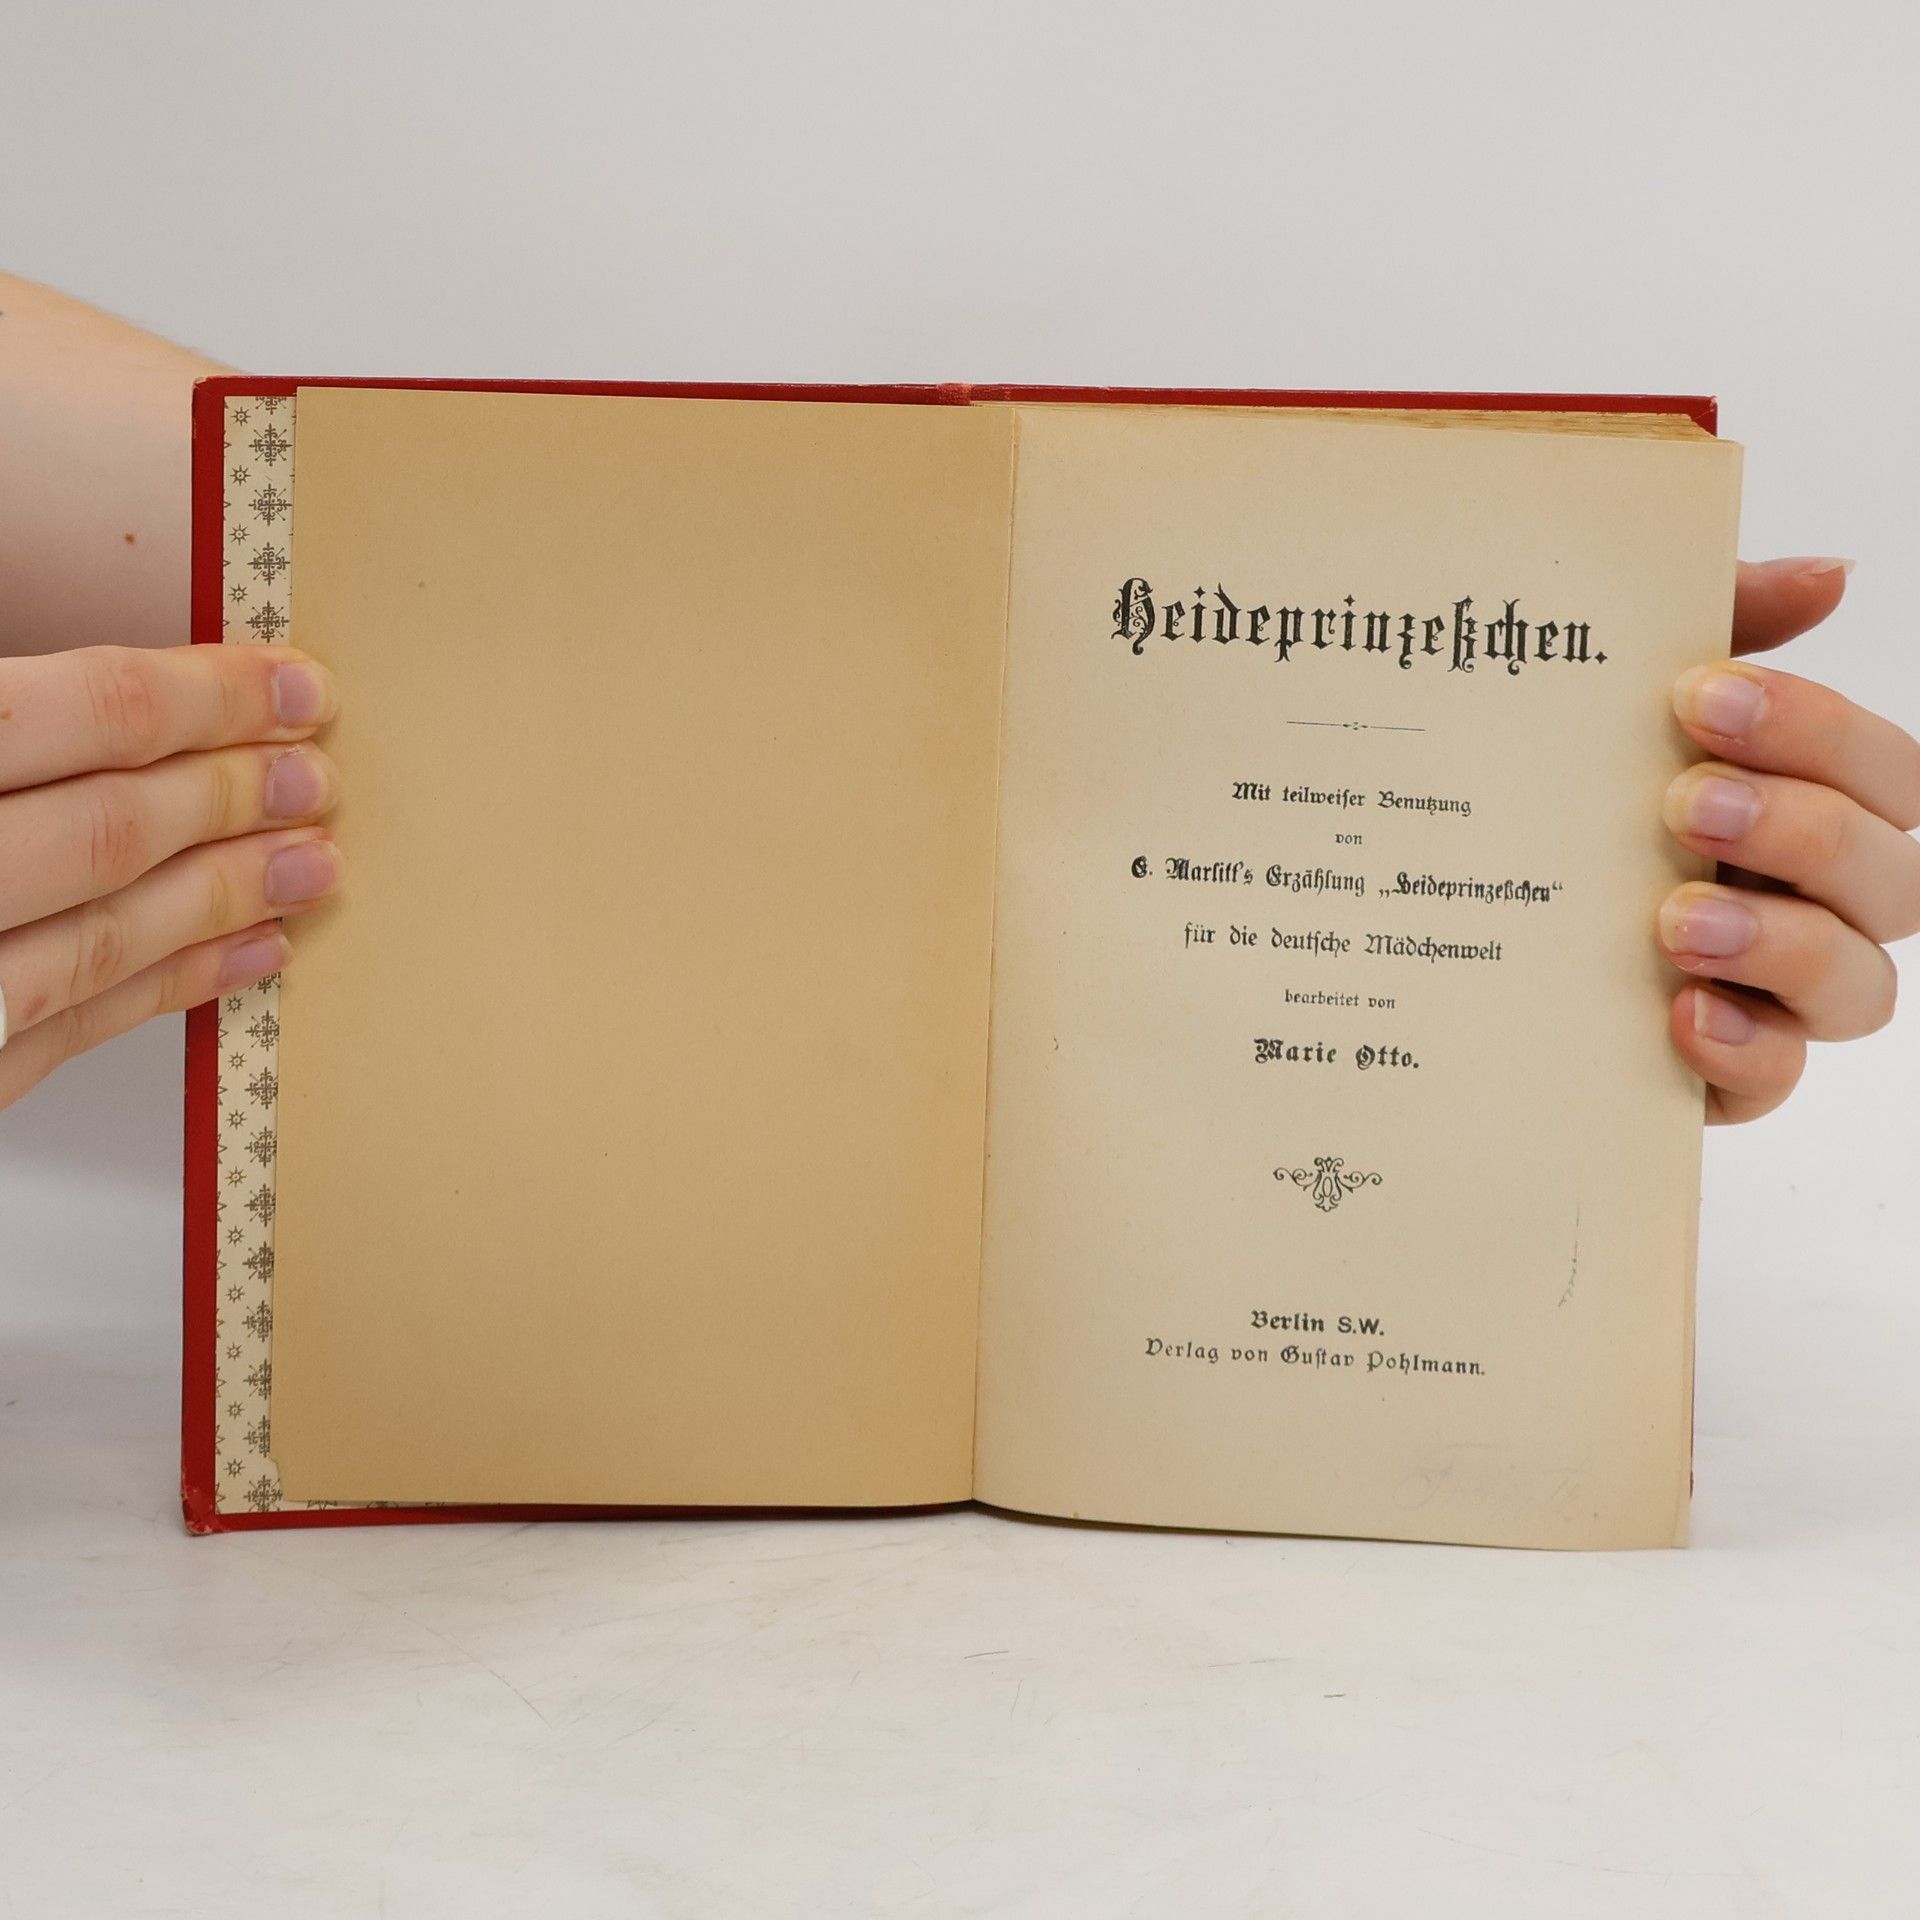 Heideprinzeßchen.
Mit teilweiser Benutzung
von
E. Marlitt's Erzählung „Heideprinzeßchen“
für die deutsche Mädchenwelt
bearbeitet von
Marie Otto.
Berlin S.W.
Verlag von Gustav Pohlmann.